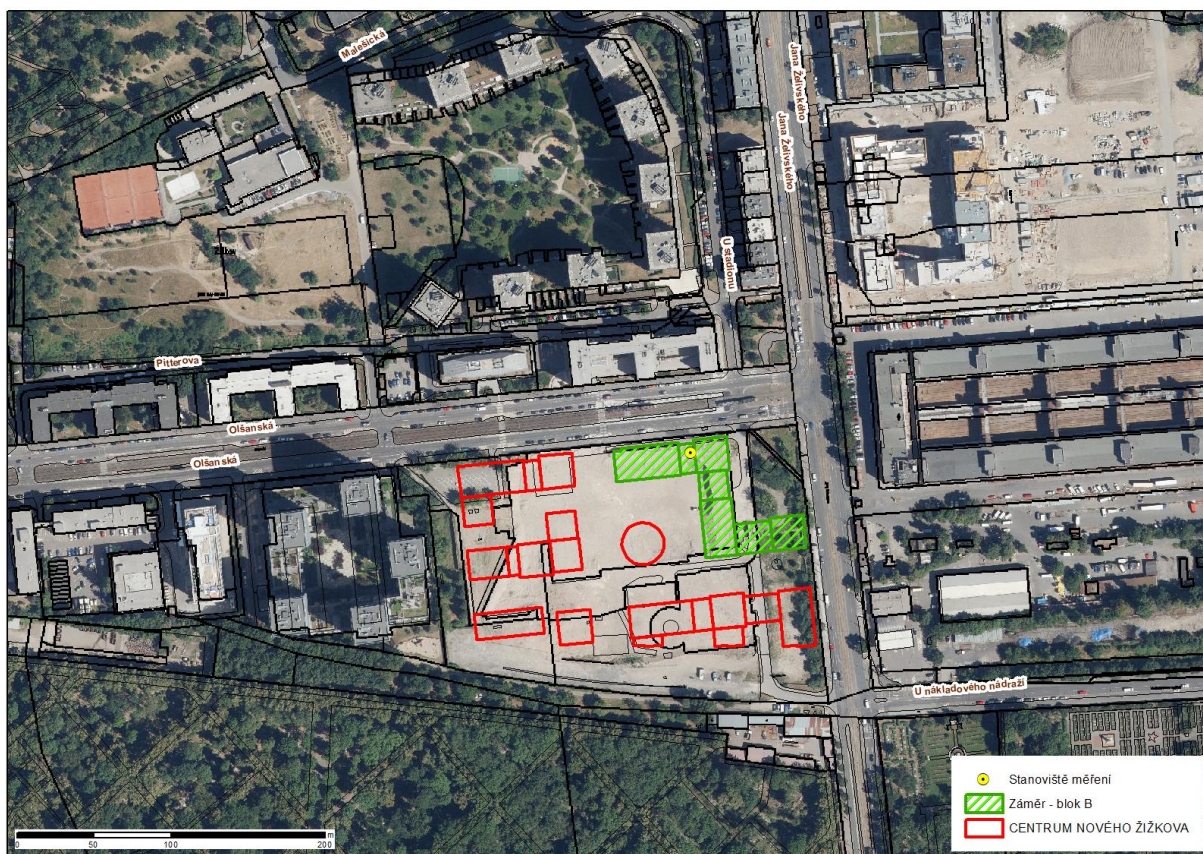 Malešická
Jana Želivského
Jana Želivského
U stadionu
Pitterova
Olšanská
Olšanská
U nákladového nádraží
Stanoviště měření
Záměr - blok B
CENTRUM NOVÉHO ŽIŽKOVA
m
0 50 100 200